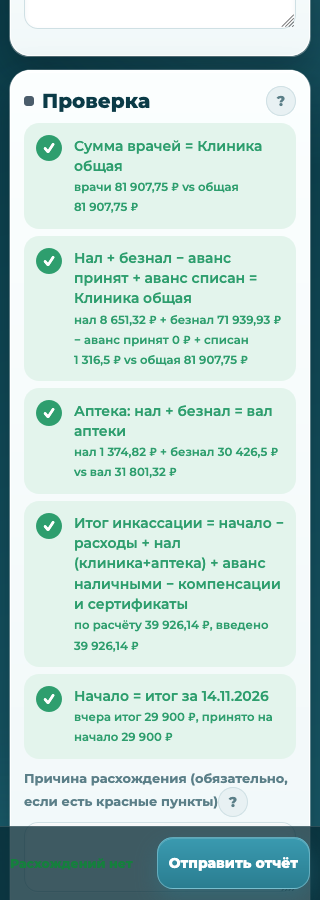 Проверка
?
Сумма врачей = Клиника
общая
врачи 81 907,75 ₽ vs общая
81 907,75 ₽
Нал + безнал − аванс
принят + аванс списан =
Клиника общая
нал 8 651,32 ₽ + безнал 71 939,93 ₽
− аванс принят 0 ₽ + списан
1 316,5 ₽ vs общая 81 907,75 ₽
Аптека: нал + безнал = вал
аптеки
нал 1 374,82 ₽ + безнал 30 426,5 ₽
vs вал 31 801,32 ₽
Итог инкассации = начало −
расходы + нал
(клиника+аптека) + аванс
наличными − компенсации
и сертификаты
по расчёту 39 926,14 ₽, введено
39 926,14 ₽
Начало = итог за 14.11.2026
вчера итог 29 900 ₽, принято на
начало 29 900 ₽
Причина расхождения (обязательно,
если есть красные пункты) ?
Расхождений нет
Отправить отчёт